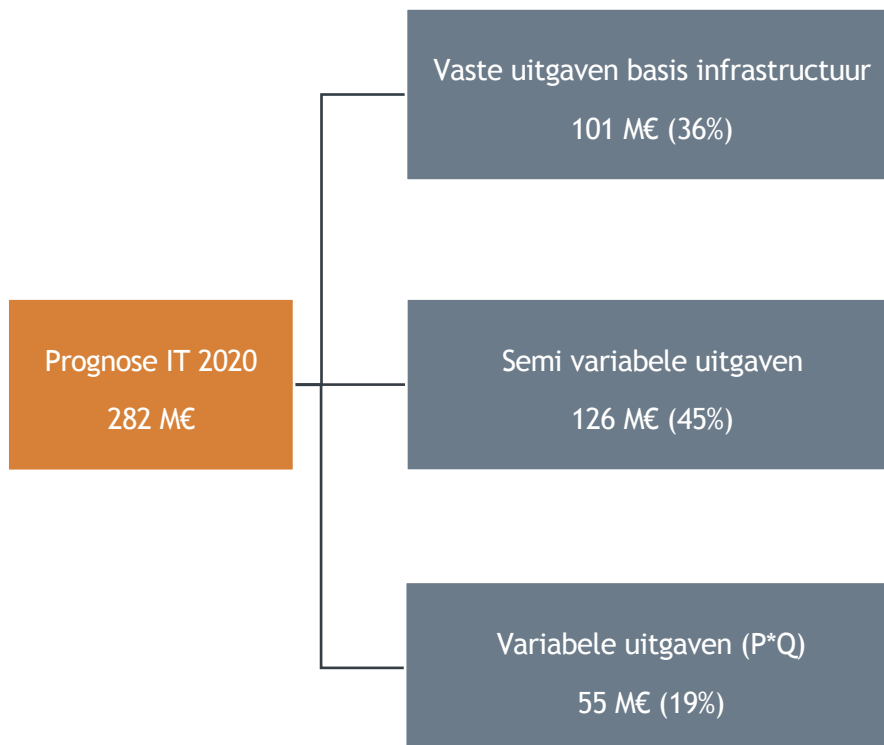 Vaste uitgaven basis infrastructuur
101 M€ (36%)
Prognose IT 2020
282 M€
Semi variabele uitgaven
126 M€ (45%)
Variabele uitgaven (P*Q)
55 M€ (19%)